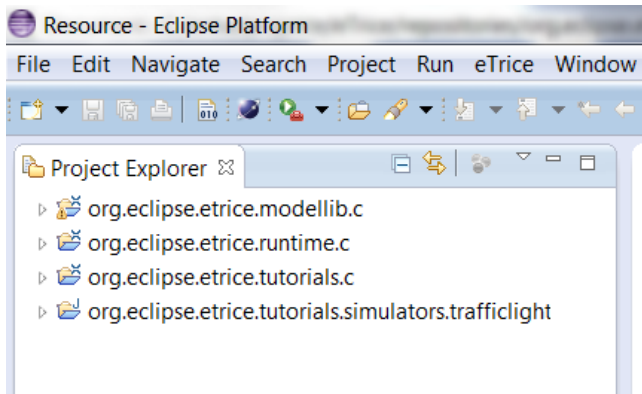 Resource - Eclipse Platform
File Edit Navigate Search Project Run eTrice Window
010
Project Explorer
org.eclipse.etrice.modellib.c
org.eclipse.etrice.runtime.c
org.eclipse.etrice.tutorials.c
org.eclipse.etrice.tutorials.simulators.trafficlight